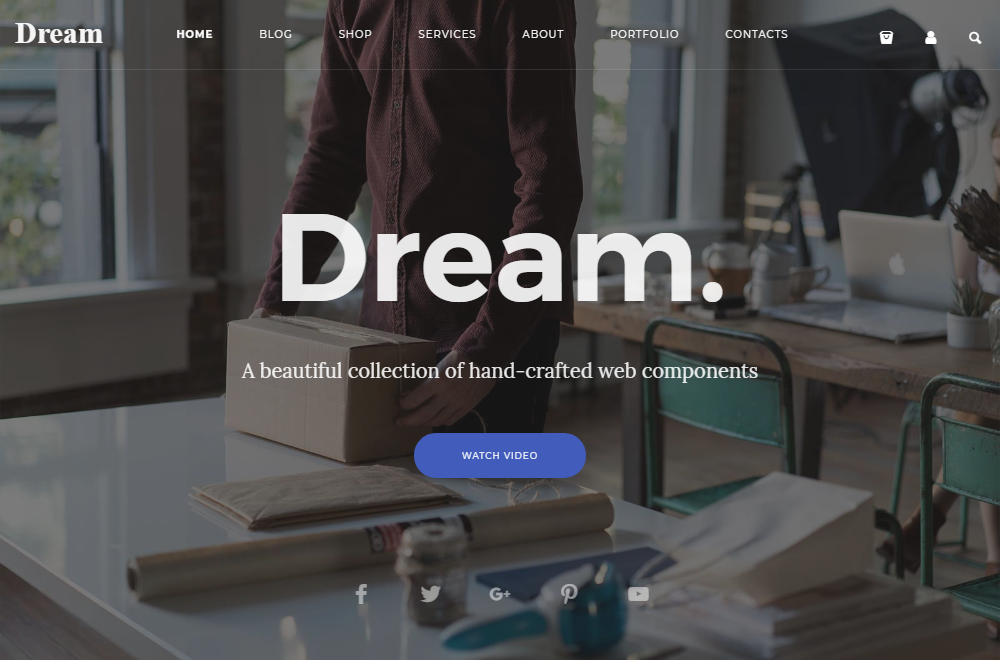 Dream
HOME BLOG SHOP SERVICES ABOUT PORTFOLIO CONTACTS
Dream.
A beautiful collection of hand-crafted web components
WATCH VIDEO